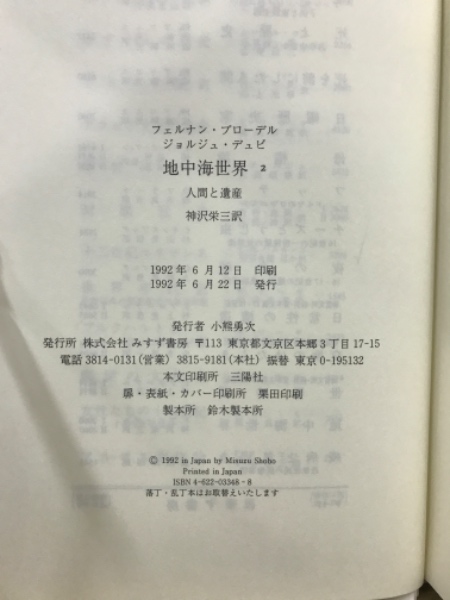 フェルナン・ブローデル
ジョルジュ・デュビ
地中海世界 2
人間と遺産
神沢栄三訳
1992年 6月12日 印刷
1992年 6月22日 発行
発行者 小熊勇次
発行所 株式会社 みすず書房 〒113 東京都文京区本郷3丁目17-15
電話 3814-0131(営業) 3815-9181(本社) 振替 東京0-195132
本文印刷所 三陽社
扉・表紙・カバー印刷所 栗田印刷
製本所 鈴木製本所
© 1992 in Japan by Misuzu Shobo
Printed in Japan
ISBN 4-622-03348-8
落丁・乱丁本はお取替えいたします